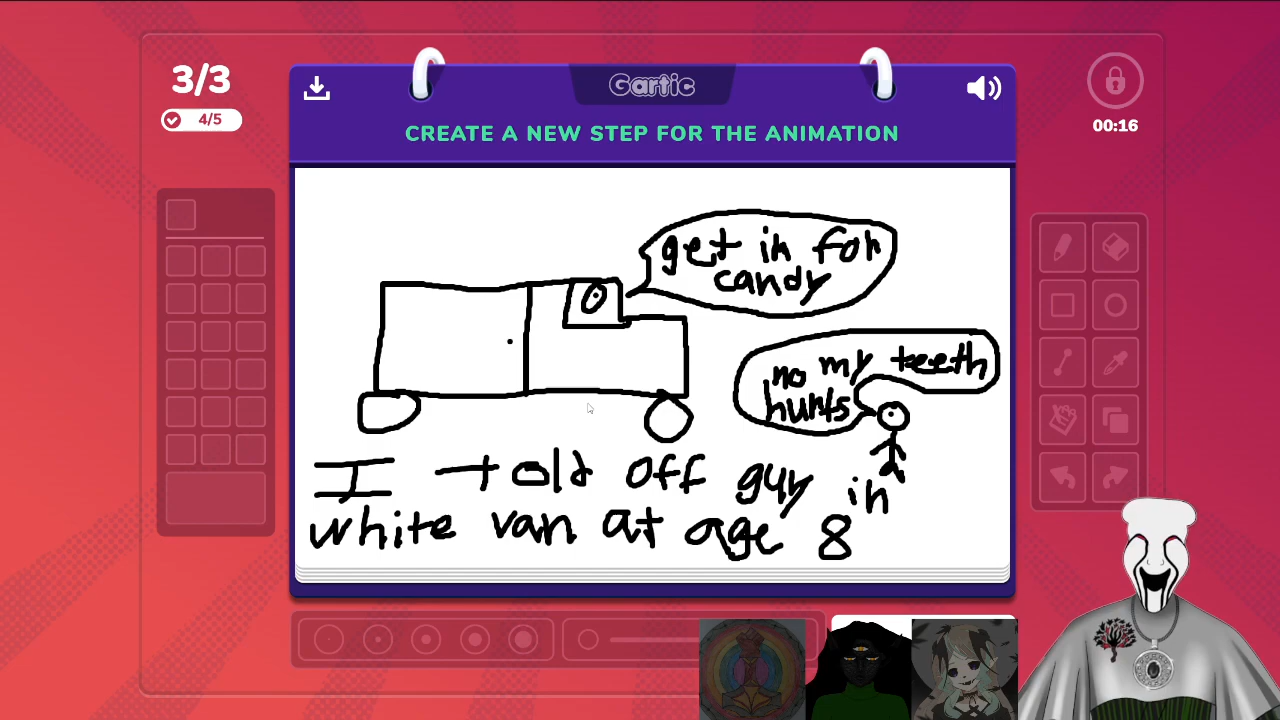 3/3
4/5
Gartic
CREATE A NEW STEP FOR THE ANIMATION
00:16
get in for
candy
no my teeth
hurts
I told off guy in
white van at age 8